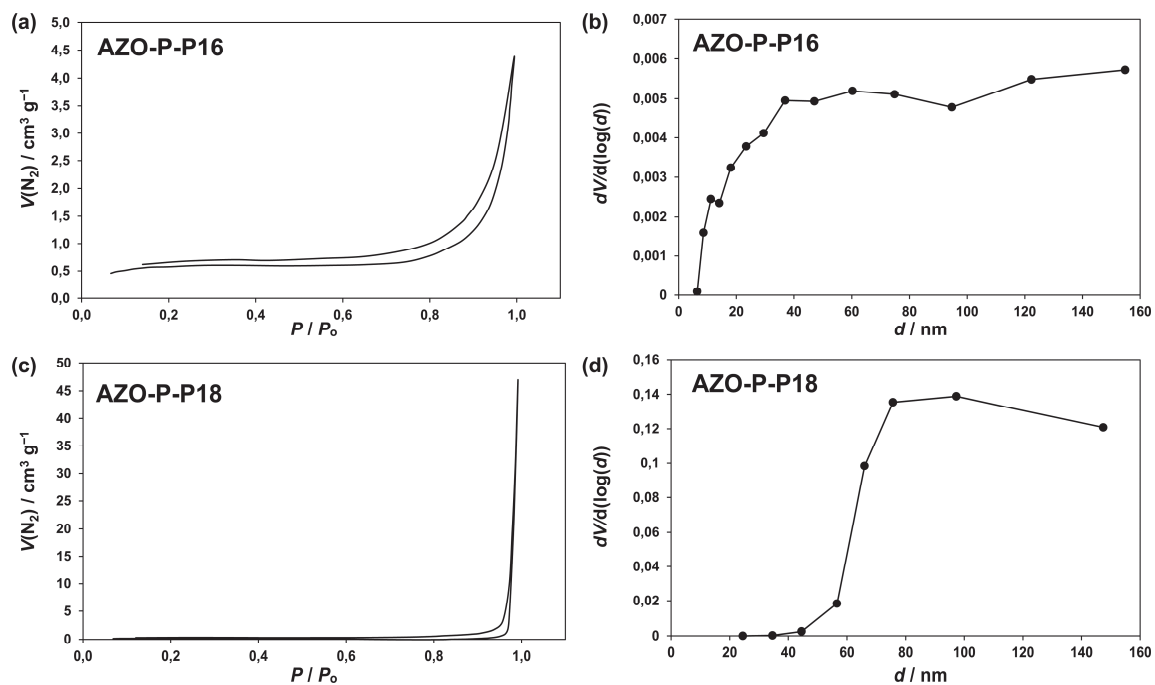 (a)
AZO-P-P16
V(N₂) / cm³ g⁻¹
5,0
4,5
4,0
3,5
3,0
2,5
2,0
1,5
1,0
0,5
0,0
0,0 0,2 0,4 0,6 0,8 1,0
P / Pₒ
(b)
AZO-P-P16
dV/d(log(d))
0,007
0,006
0,005
0,004
0,003
0,002
0,001
0
0 20 40 60 80 100 120 140 160
d / nm
(c)
AZO-P-P18
V(N₂) / cm³ g⁻¹
50
45
40
35
30
25
20
15
10
5
0
0,0 0,2 0,4 0,6 0,8 1,0
P / Pₒ
(d)
AZO-P-P18
dV/d(log(d))
0,16
0,14
0,12
0,1
0,08
0,06
0,04
0,02
0
0 20 40 60 80 100 120 140 160
d / nm